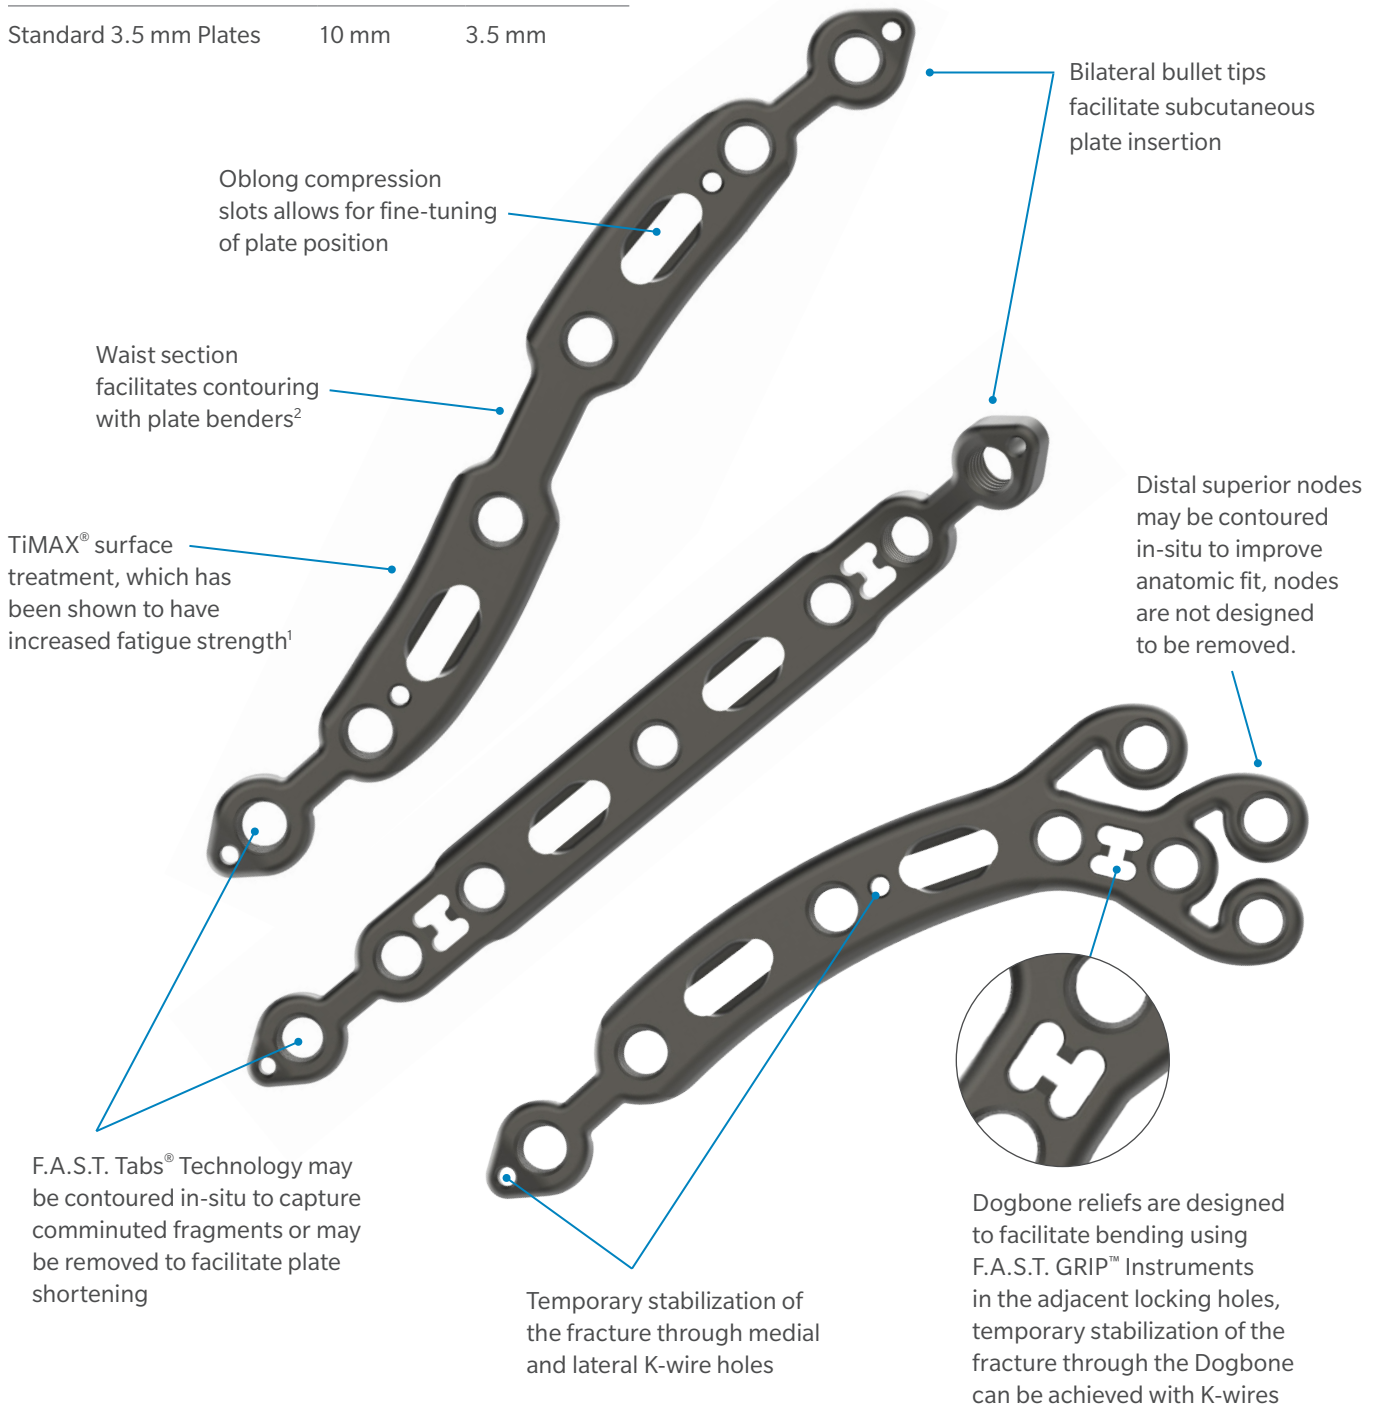 Standard 3.5 mm Plates 10 mm 3.5 mm
Bilateral bullet tips
facilitate subcutaneous
plate insertion
Oblong compression
slots allows for fine-tuning
of plate position
Waist section
facilitates contouring
with plate benders²
Distal superior nodes
may be contoured
in-situ to improve
anatomic fit, nodes
are not designed
to be removed.
TiMAX® surface
treatment, which has
been shown to have
increased fatigue strength¹
F.A.S.T. Tabs® Technology may
be contoured in-situ to capture
comminuted fragments or may
be removed to facilitate plate
shortening
Temporary stabilization of
the fracture through medial
and lateral K-wire holes
Dogbone reliefs are designed
to facilitate bending using
F.A.S.T. GRIP™ Instruments
in the adjacent locking holes,
temporary stabilization of the
fracture through the Dogbone
can be achieved with K-wires